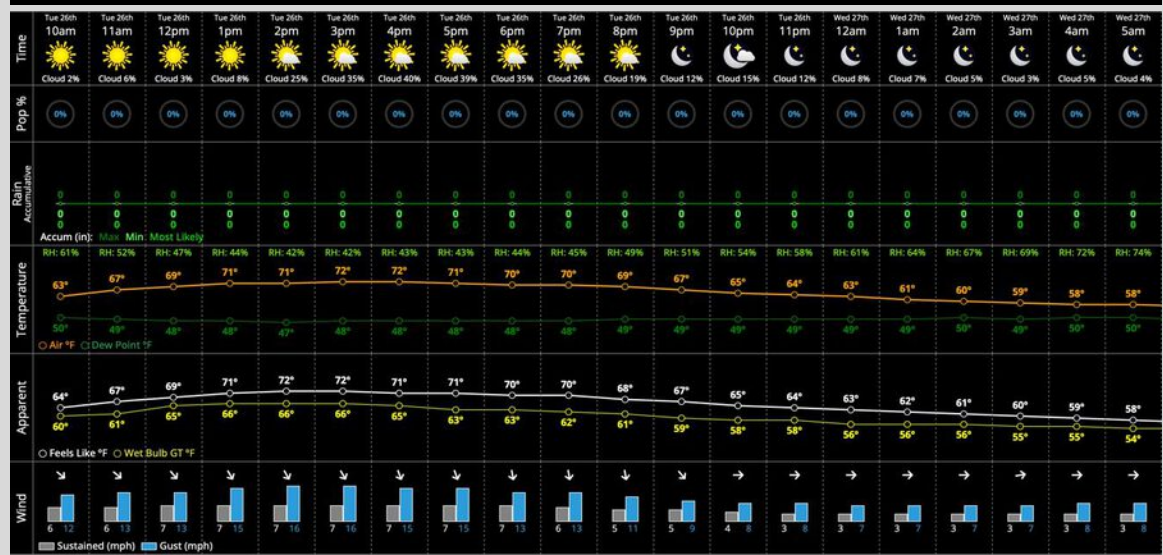 Tue 26th Tue 26th Tue 26th Tue 26th Tue 26th Tue 26th Tue 26th Tue 26th Tue 26th Tue 26th Tue 26th Tue 26th Tue 26th Tue 26th Wed 27th Wed 27th Wed 27th Wed 27th Wed 27th Wed 27th
Time 10am 11am 12pm 1pm 2pm 3pm 4pm 5pm 6pm 7pm 8pm 9pm 10pm 11pm 12am 1am 2am 3am 4am 5am
Cloud 2% Cloud 6% Cloud 3% Cloud 8% Cloud 25% Cloud 35% Cloud 40% Cloud 39% Cloud 35% Cloud 26% Cloud 19% Cloud 12% Cloud 15% Cloud 12% Cloud 8% Cloud 7% Cloud 5% Cloud 3% Cloud 5% Cloud 4%
Pop % 0% 0% 0% 0% 0% 0% 0% 0% 0% 0% 0% 0% 0% 0% 0% 0% 0% 0% 0% 0%
Rain
Accumulative
0 0 0 0 0 0 0 0 0 0 0 0 0 0 0 0 0 0 0 0
0 0 0 0 0 0 0 0 0 0 0 0 0 0 0 0 0 0 0 0
0 0 0 0 0 0 0 0 0 0 0 0 0 0 0 0 0 0 0 0
Accum (in): Max Min Most Likely
RH: 61% RH: 52% RH: 47% RH: 44% RH: 42% RH: 42% RH: 43% RH: 43% RH: 44% RH: 45% RH: 49% RH: 51% RH: 54% RH: 58% RH: 61% RH: 64% RH: 67% RH: 69% RH: 72% RH: 74%
Temperature
63° 67° 69° 71° 71° 72° 72° 71° 70° 70° 69° 67° 65° 64° 63° 61° 60° 59° 58° 58°
50° 49° 48° 48° 47° 48° 48° 48° 48° 48° 49° 49° 49° 49° 49° 49° 50° 49° 50° 50°
Air °F Dew Point °F
Apparent
64° 67° 69° 71° 72° 72° 71° 71° 70° 70° 68° 67° 65° 64° 63° 62° 61° 60° 59° 58°
60° 61° 65° 66° 66° 66° 65° 63° 63° 62° 61° 59° 58° 58° 56° 56° 56° 55° 55° 54°
Feels Like °F Wet Bulb GT °F
Wind
6 12 6 13 7 13 7 15 7 16 7 16 7 15 7 15 7 13 6 13 5 11 5 9 4 8 3 8 3 7 3 7 3 7 3 7 3 8 3 8
Sustained (mph) Gust (mph)